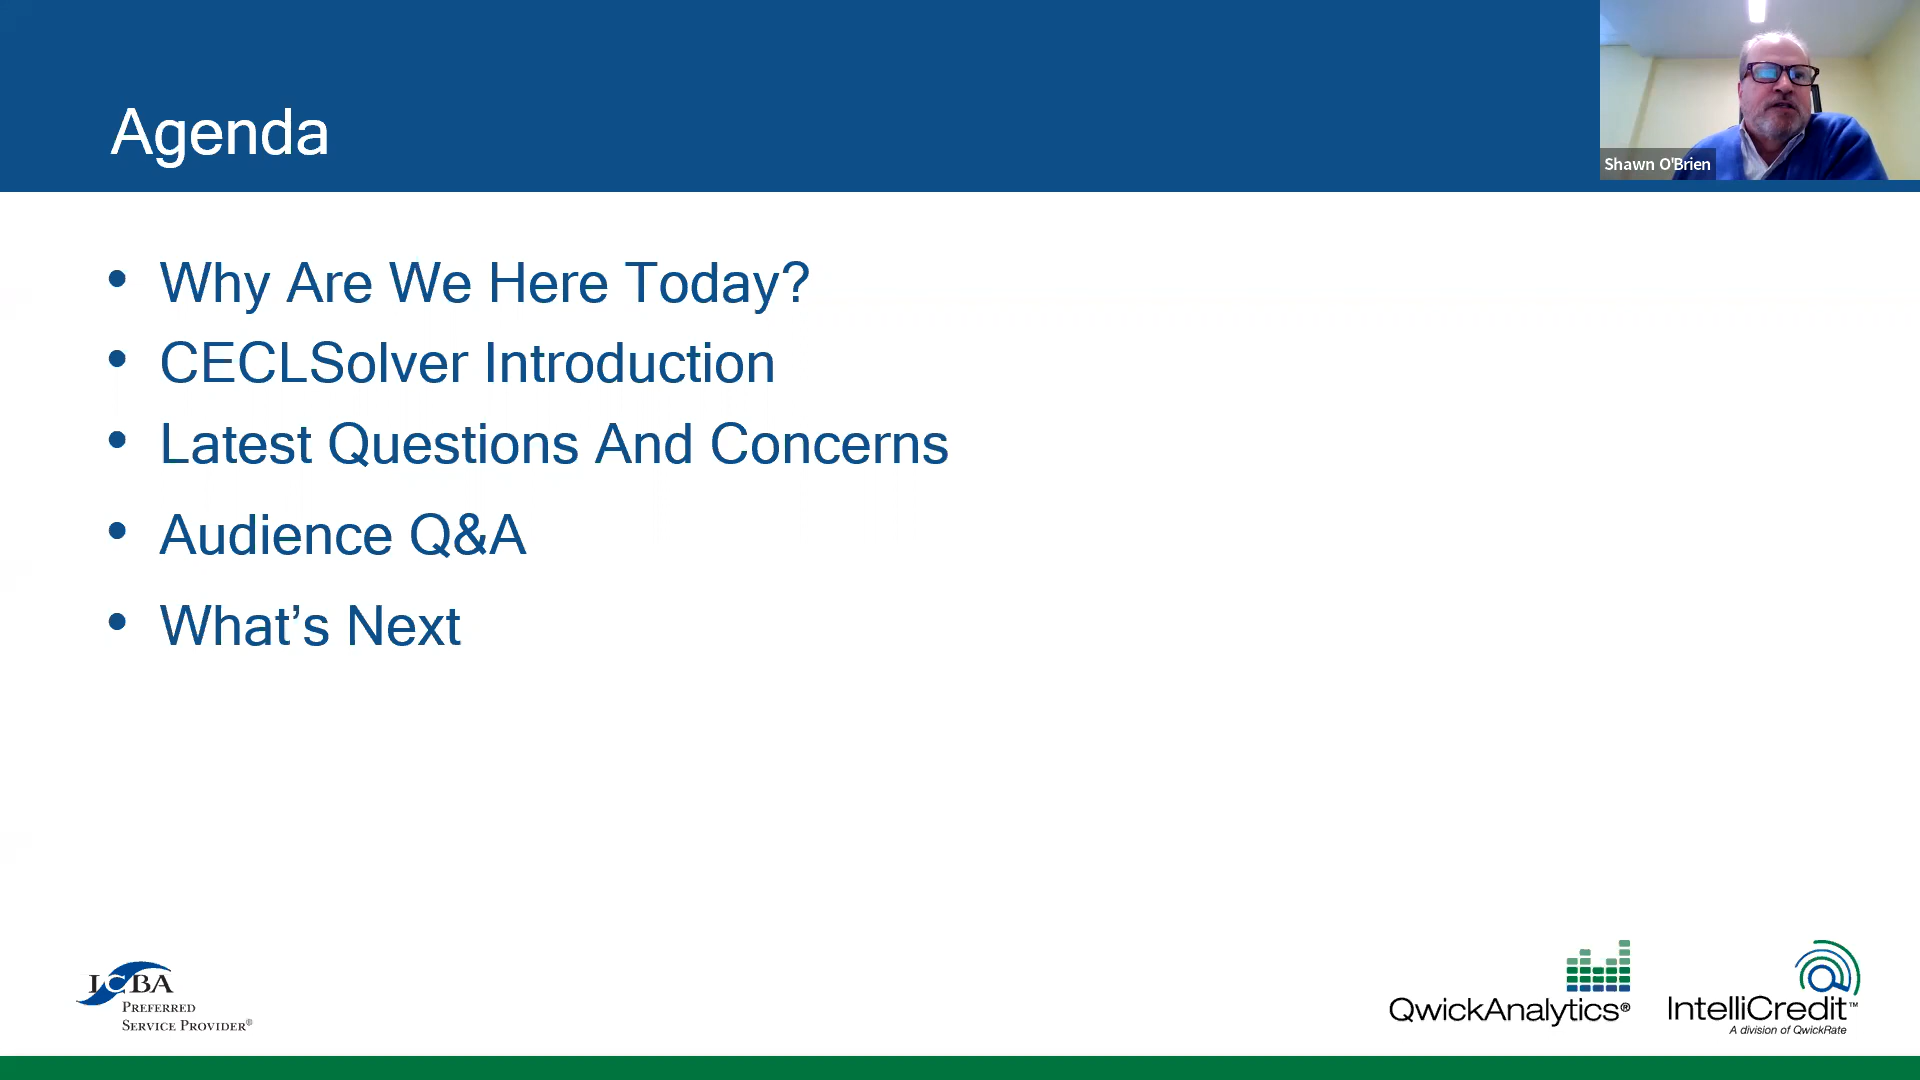 Agenda
Shawn O'Brien
• Why Are We Here Today?
• CECLSolver Introduction
• Latest Questions And Concerns
• Audience Q&A
• What’s Next
ICBA
PREFERRED
SERVICE PROVIDER®
QwickAnalytics®
IntelliCredit™
A division of QwickRate